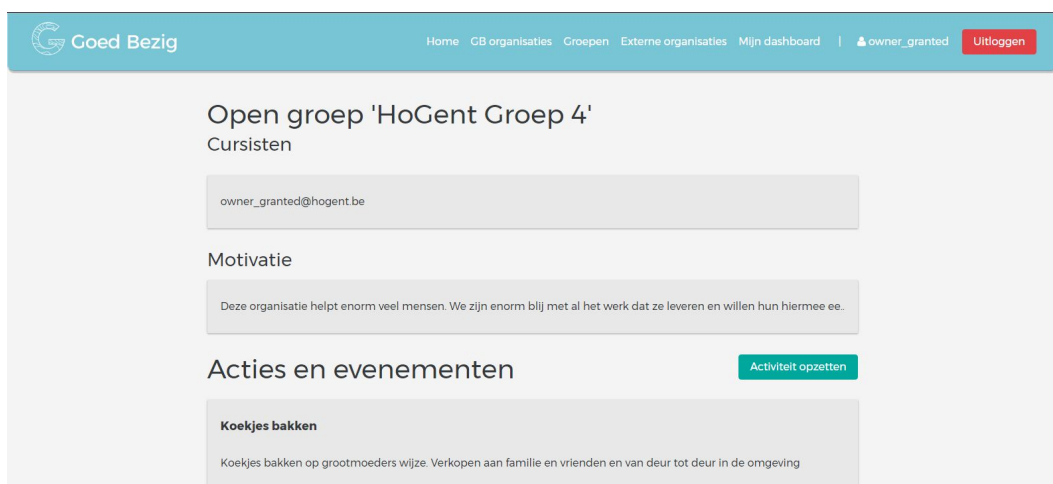 Goed Bezig
Home GB organisaties Groepen Externe organisaties Mijn dashboard | owner_granted Uitloggen
Open groep 'HoGent Groep 4'
Cursisten
owner_granted@hogent.be
Motivatie
Deze organisatie helpt enorm veel mensen. We zijn enorm blij met al het werk dat ze leveren en willen hun hiermee ee..
Acties en evenementen
Activiteit opzetten
Koekjes bakken
Koekjes bakken op grootmoeders wijze. Verkopen aan familie en vrienden en van deur tot deur in de omgeving